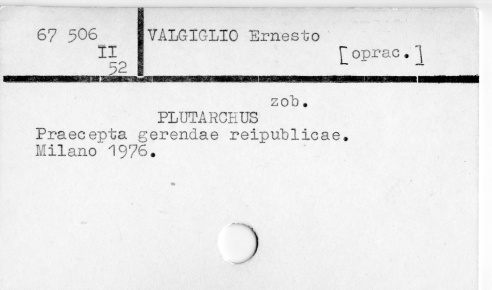 67 506 VALGIGLIO Ernesto
II [oprac.]
52
zob.
PLUTARCHUS
Praecepta gerendae reipublicae.
Milano 1976.